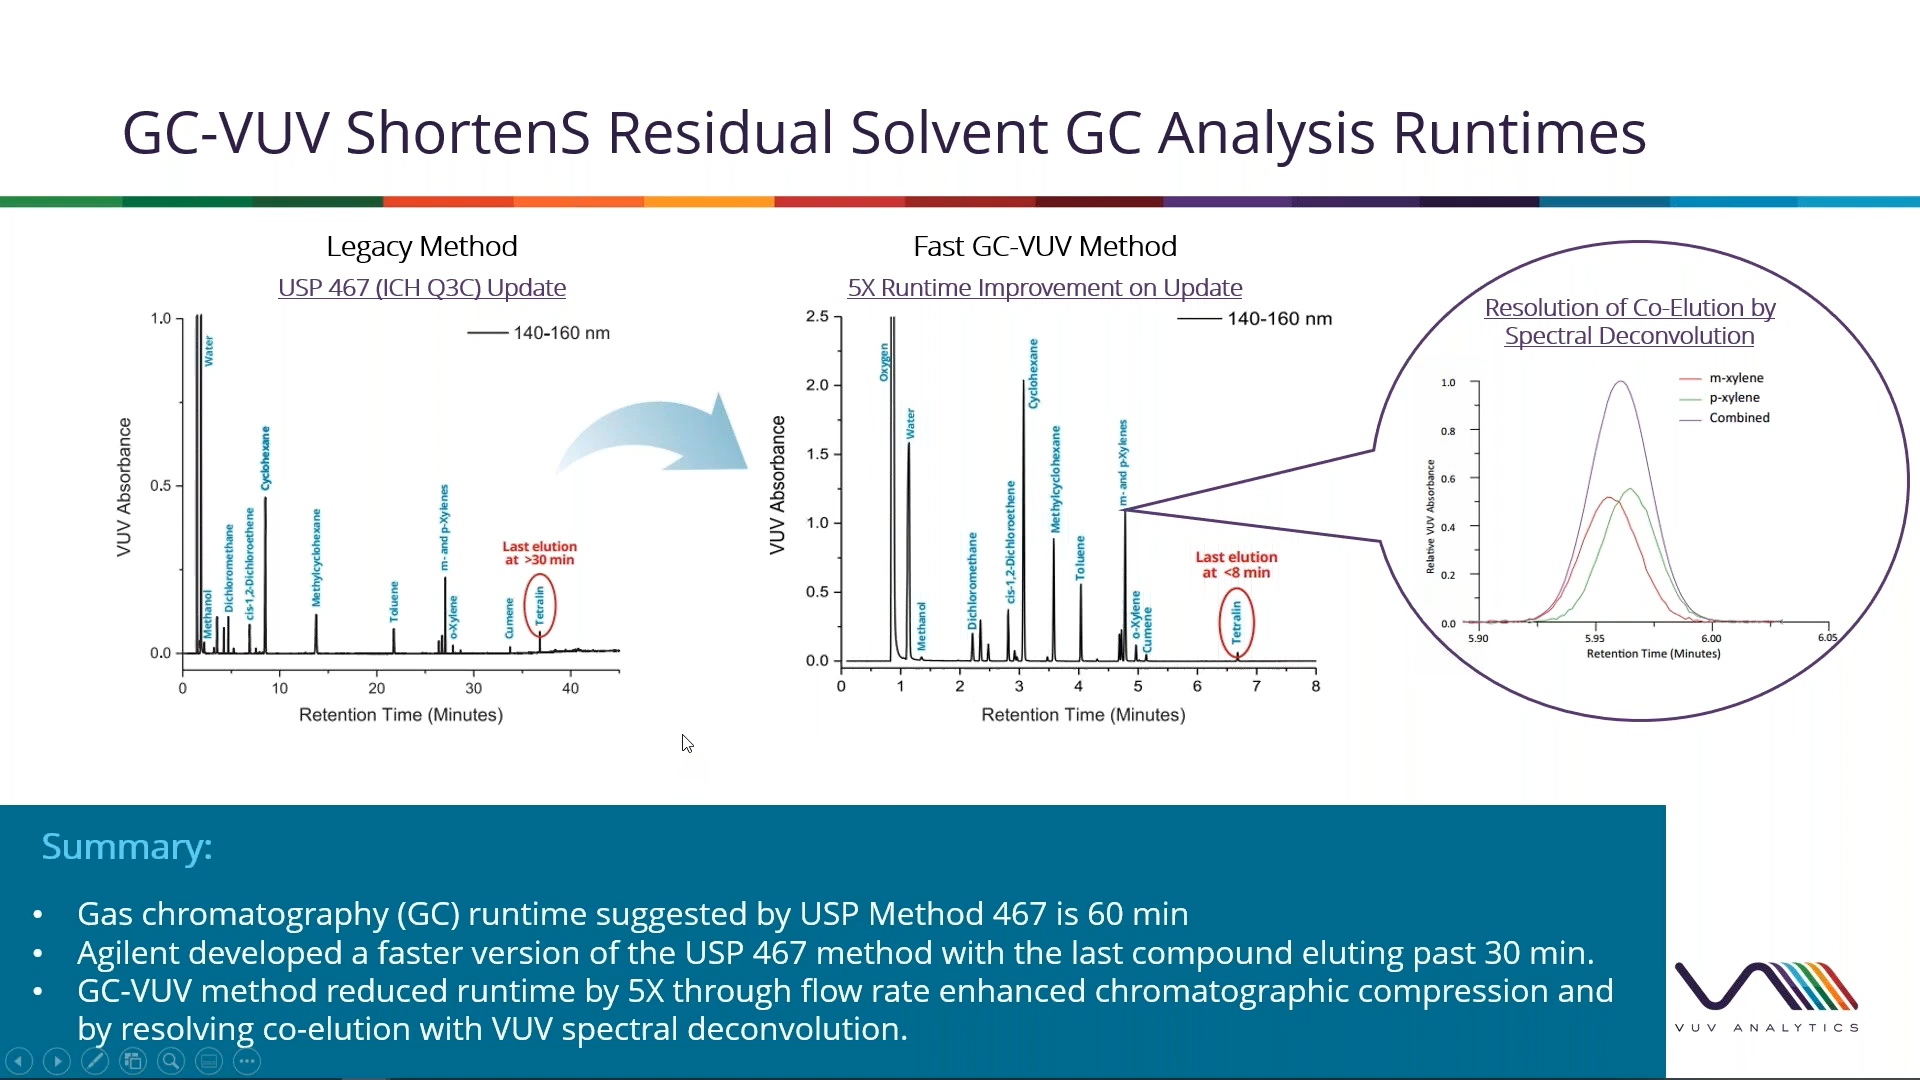 GC-VUV ShortenS Residual Solvent GC Analysis Runtimes
Legacy Method
USP 467 (ICH Q3C) Update
1.0
0.5
0.0
VUV Absorbance
140-160 nm
Water
Methanol
Dichloromethane
cis-1,2-Dichloroethene
Cyclohexane
Methylcyclohexane
Toluene
m- and p-Xylenes
o-Xylene
Cumene
Last elution
at >30 min
Tetralin
0 10 20 30 40
Retention Time (Minutes)
Fast GC-VUV Method
5X Runtime Improvement on Update
2.5
2.0
1.5
1.0
0.5
0.0
VUV Absorbance
140-160 nm
Oxygen
Water
Methanol
Dichloromethane
cis-1,2-Dichloroethene
Cyclohexane
Methylcyclohexane
Toluene
m- and p-Xylenes
o-Xylene
Cumene
Last elution
at <8 min
Tetralin
0 1 2 3 4 5 6 7 8
Retention Time (Minutes)
Resolution of Co-Elution by
Spectral Deconvolution
1.0
0.8
0.6
0.4
0.2
0.0
Relative VUV Absorbance
m-xylene
p-xylene
Combined
5.90 5.95 6.00 6.05
Retention Time (Minutes)
Summary:
• Gas chromatography (GC) runtime suggested by USP Method 467 is 60 min
• Agilent developed a faster version of the USP 467 method with the last compound eluting past 30 min.
• GC-VUV method reduced runtime by 5X through flow rate enhanced chromatographic compression and
by resolving co-elution with VUV spectral deconvolution.
VUV ANALYTICS